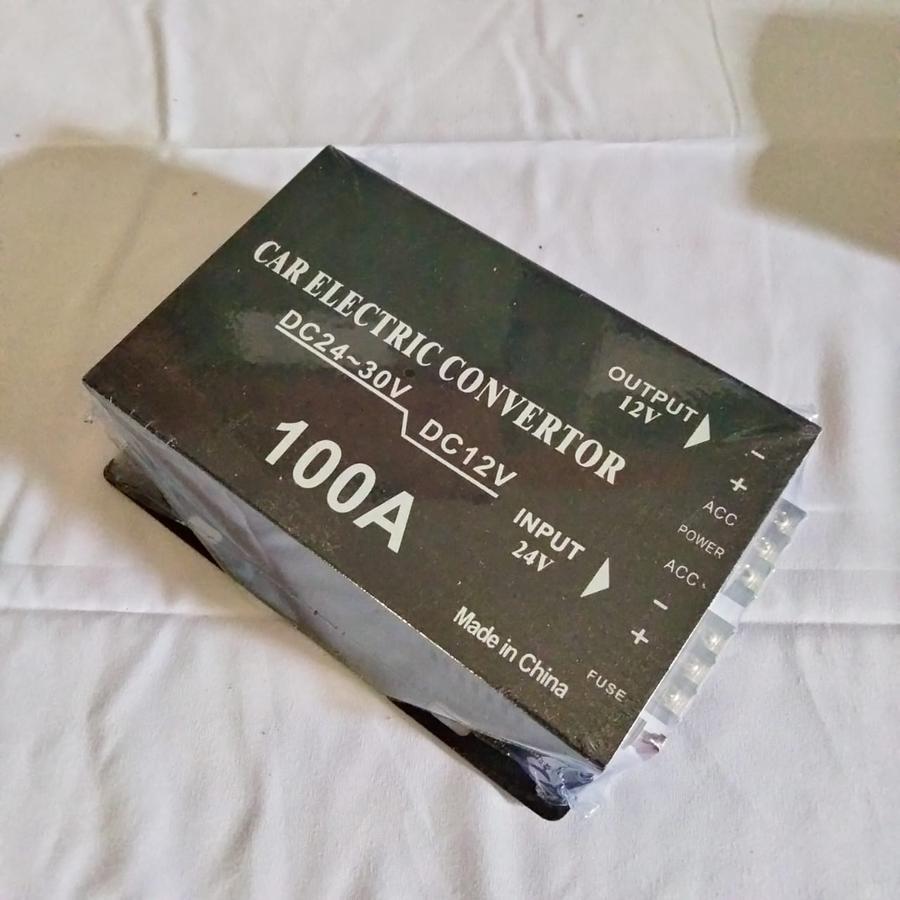 CAR ELECTRIC CONVERTOR
DC24~30V
DC12V
100A
OUTPUT
12V
-
+
ACC
POWER
ACC
INPUT
24V
-
+
FUSE
Made in China